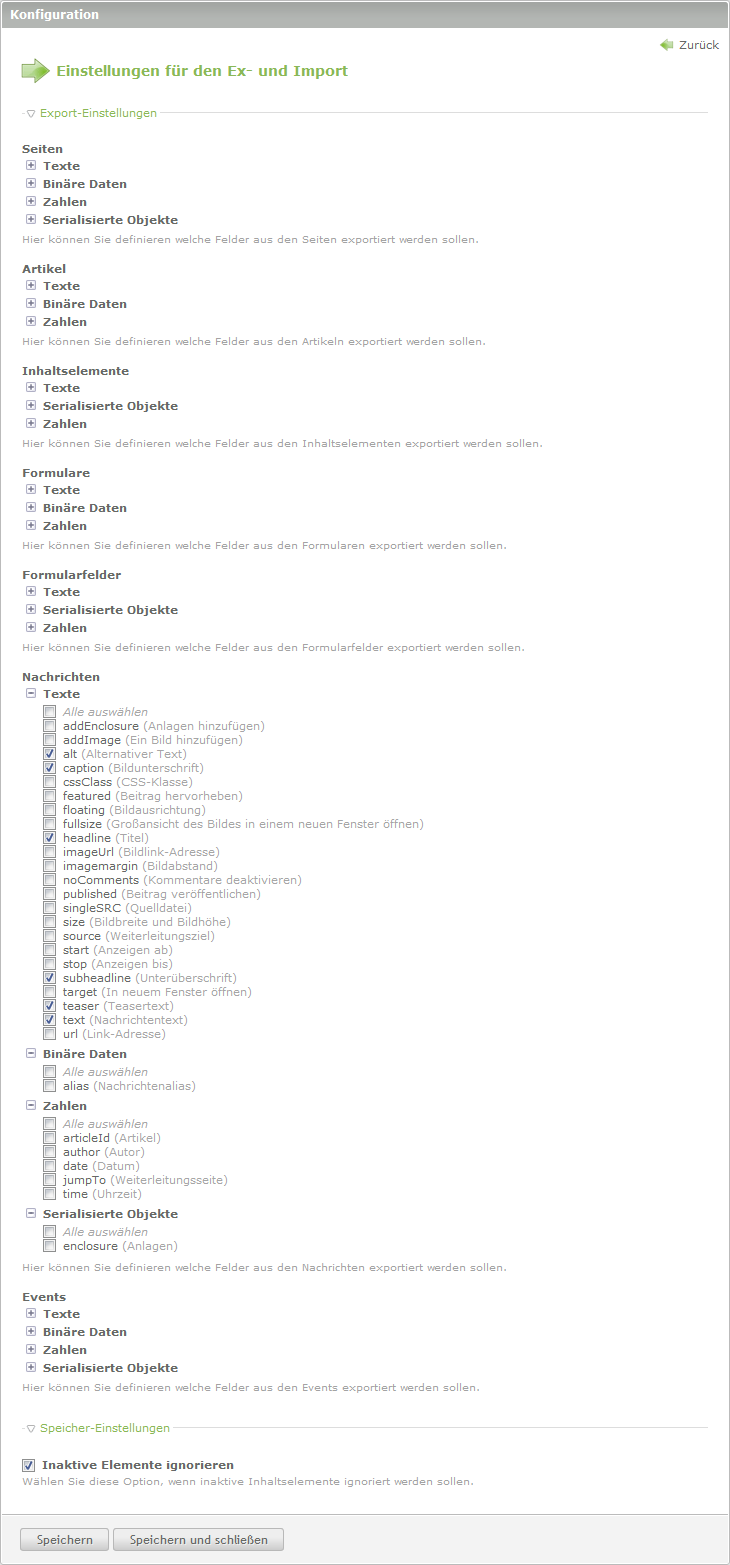 Konfiguration
Zurück
Einstellungen für den Ex- und Import
Export-Einstellungen
Seiten
Texte
Binäre Daten
Zahlen
Serialisierte Objekte
Hier können Sie definieren welche Felder aus den Seiten exportiert werden sollen.
Artikel
Texte
Binäre Daten
Zahlen
Hier können Sie definieren welche Felder aus den Artikeln exportiert werden sollen.
Inhaltselemente
Texte
Serialisierte Objekte
Zahlen
Hier können Sie definieren welche Felder aus den Inhaltselementen exportiert werden sollen.
Formulare
Texte
Binäre Daten
Zahlen
Hier können Sie definieren welche Felder aus den Formularen exportiert werden sollen.
Formularfelder
Texte
Serialisierte Objekte
Zahlen
Hier können Sie definieren welche Felder aus den Formularfelder exportiert werden sollen.
Nachrichten
Texte
Alle auswählen
addEnclosure (Anlagen hinzufügen)
addImage (Ein Bild hinzufügen)
alt (Alternativer Text)
caption (Bildunterschrift)
cssClass (CSS-Klasse)
featured (Beitrag hervorheben)
floating (Bildausrichtung)
fullsize (Großansicht des Bildes in einem neuen Fenster öffnen)
headline (Titel)
imageUrl (Bildlink-Adresse)
imagemargin (Bildabstand)
noComments (Kommentare deaktivieren)
published (Beitrag veröffentlichen)
singleSRC (Quelldatei)
size (Bildbreite und Bildhöhe)
source (Weiterleitungsziel)
start (Anzeigen ab)
stop (Anzeigen bis)
subheadline (Unterüberschrift)
target (In neuem Fenster öffnen)
teaser (Teasertext)
text (Nachrichtentext)
url (Link-Adresse)
Binäre Daten
Alle auswählen
alias (Nachrichtenalias)
Zahlen
Alle auswählen
articleId (Artikel)
author (Autor)
date (Datum)
jumpTo (Weiterleitungsseite)
time (Uhrzeit)
Serialisierte Objekte
Alle auswählen
enclosure (Anlagen)
Hier können Sie definieren welche Felder aus den Nachrichten exportiert werden sollen.
Events
Texte
Binäre Daten
Zahlen
Serialisierte Objekte
Hier können Sie definieren welche Felder aus den Events exportiert werden sollen.
Speicher-Einstellungen
Inaktive Elemente ignorieren
Wählen Sie diese Option, wenn inaktive Inhaltselemente ignoriert werden sollen.
Speichern
Speichern und schließen